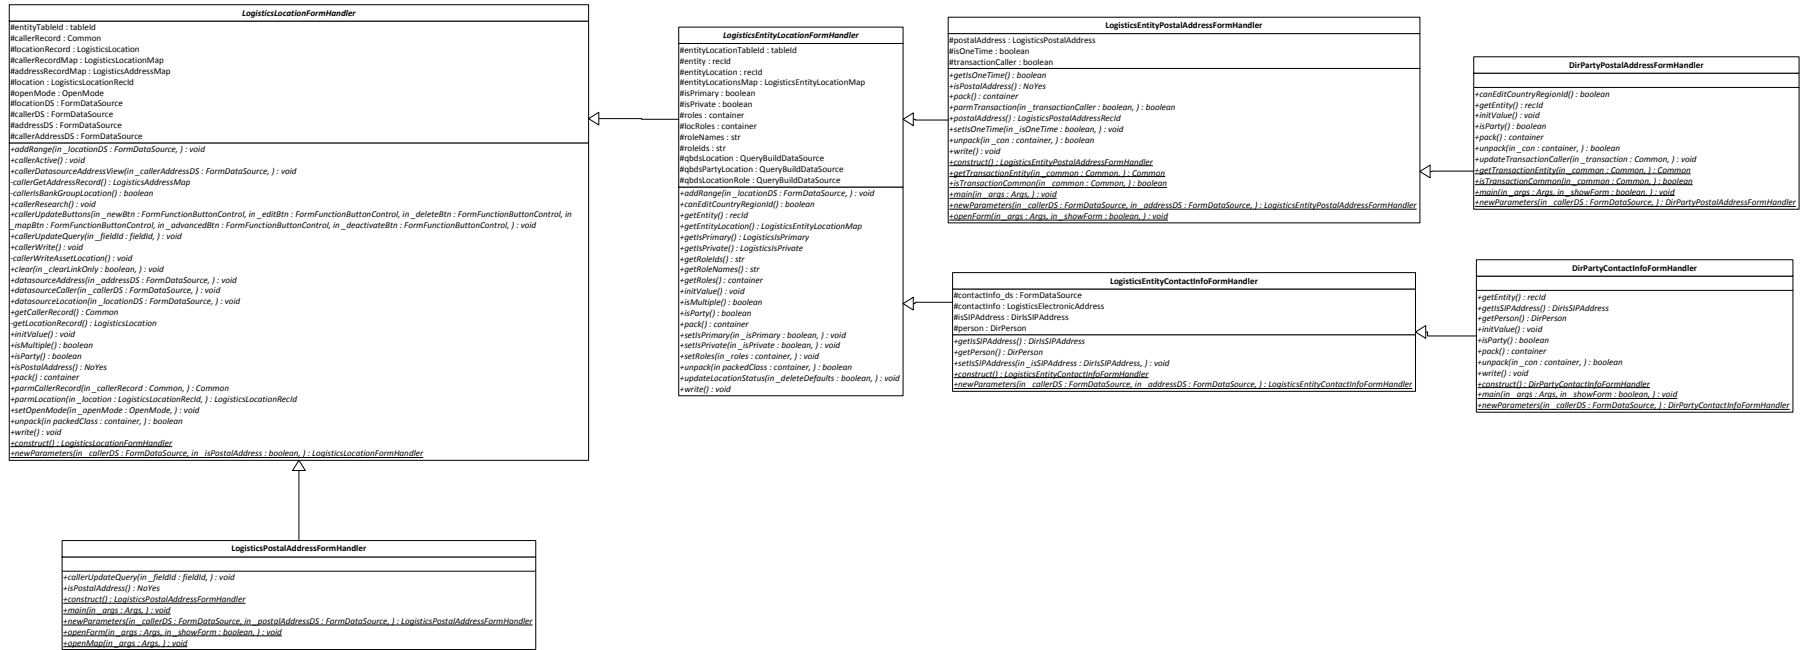 LogisticsLocationFormHandler
#entityTableId : tableId
#callerRecord : Common
#locationRecord : LogisticsLocation
#callerRecordMap : LogisticsLocationMap
#addressRecordMap : LogisticsAddressMap
#location : LogisticsLocationRecId
#openMode : OpenMode
#locationDS : FormDataSource
#callerDS : FormDataSource
#addressDS : FormDataSource
#callerAddressDS : FormDataSource
+addRange(in _locationDS : FormDataSource, ) : void
+callerActive() : void
+callerDatasourceAddressView(in _callerAddressDS : FormDataSource, ) : void
-callerGetAddressRecord() : LogisticsAddressMap
-callerIsBankGroupLocation() : boolean
+callerResearch() : void
+callerUpdateButtons(in _newBtn : FormFunctionButtonControl, in _editBtn : FormFunctionButtonControl, in _deleteBtn : FormFunctionButtonControl, in
_mapBtn : FormFunctionButtonControl, in _advancedBtn : FormFunctionButtonControl, in _deactivateBtn : FormFunctionButtonControl, ) : void
+callerUpdateQuery(in _fieldId : fieldId, ) : void
+callerWrite() : void
-callerWriteAssetLocation() : void
+clear(in _clearLinkOnly : boolean, ) : void
+datasourceAddress(in _addressDS : FormDataSource, ) : void
+datasourceCaller(in _callerDS : FormDataSource, ) : void
+datasourceLocation(in _locationDS : FormDataSource, ) : void
+getCallerRecord() : Common
-getLocationRecord() : LogisticsLocation
+initValue() : void
+isMultiple() : boolean
+isParty() : boolean
+isPostalAddress() : NoYes
+pack() : container
+parmCallerRecord(in _callerRecord : Common, ) : Common
+parmLocation(in _location : LogisticsLocationRecId, ) : LogisticsLocationRecId
+setOpenMode(in _openMode : OpenMode, ) : void
+unpack(in packedClass : container, ) : boolean
+write() : void
+construct() : LogisticsLocationFormHandler
+newParameters(in _callerDS : FormDataSource, in _isPostalAddress : boolean, ) : LogisticsLocationFormHandler
LogisticsEntityLocationFormHandler
#entityLocationTableId : tableId
#entity : recId
#entityLocation : recId
#entityLocationsMap : LogisticsEntityLocationMap
#isPrimary : boolean
#isPrivate : boolean
#roles : container
#locRoles : container
#roleNames : str
#roleIds : str
#qbdsLocation : QueryBuildDataSource
#qbdsPartyLocation : QueryBuildDataSource
#qbdsLocationRole : QueryBuildDataSource
+addRange(in _locationDS : FormDataSource, ) : void
+canEditCountryRegionId() : boolean
+getEntity() : recId
+getEntityLocation() : LogisticsEntityLocationMap
+getIsPrimary() : LogisticsIsPrimary
+getIsPrivate() : LogisticsIsPrivate
+getRoleIds() : str
+getRoleNames() : str
+getRoles() : container
+initValue() : void
+isMultiple() : boolean
+isParty() : boolean
+pack() : container
+setIsPrimary(in _isPrimary : boolean, ) : void
+setIsPrivate(in _isPrivate : boolean, ) : void
+setRoles(in _roles : container, ) : void
+unpack(in packedClass : container, ) : boolean
+updateLocationStatus(in _deleteDefaults : boolean, ) : void
+write() : void
LogisticsEntityPostalAddressFormHandler
#postalAddress : LogisticsPostalAddress
#isOneTime : boolean
#transactionCaller : boolean
+getIsOneTime() : boolean
+isPostalAddress() : NoYes
+pack() : container
+parmTransaction(in _transactionCaller : boolean, ) : boolean
+postalAddress() : LogisticsPostalAddressRecId
+setIsOneTime(in _isOneTime : boolean, ) : void
+unpack(in _con : container, ) : boolean
+write() : void
+construct() : LogisticsEntityPostalAddressFormHandler
+getTransactionEntity(in _common : Common, ) : Common
+isTransactionCommon(in _common : Common, ) : boolean
+main(in _args : Args, ) : void
+newParameters(in _callerDS : FormDataSource, in _addressDS : FormDataSource, ) : LogisticsEntityPostalAddressFormHandler
+openForm(in _args : Args, in _showForm : boolean, ) : void
DirPartyPostalAddressFormHandler
+canEditCountryRegionId() : boolean
+getEntity() : recId
+initValue() : void
+isParty() : boolean
+pack() : container
+unpack(in _con : container, ) : boolean
+updateTransactionCaller(in _transaction : Common, ) : void
+getTransactionEntity(in _common : Common, ) : Common
+isTransactionCommon(in _common : Common, ) : boolean
+main(in _args : Args, in _showForm : boolean, ) : void
+newParameters(in _callerDS : FormDataSource, ) : DirPartyPostalAddressFormHandler
LogisticsEntityContactInfoFormHandler
#contactInfo_ds : FormDataSource
#contactInfo : LogisticsElectronicAddress
#isSIPAddress : DirIsSIPAddress
#person : DirPerson
+getIsSIPAddress() : DirIsSIPAddress
+getPerson() : DirPerson
+setIsSIPAddress(in _isSIPAddress : DirIsSIPAddress, ) : void
+construct() : LogisticsEntityContactInfoFormHandler
+newParameters(in _callerDS : FormDataSource, in _addressDS : FormDataSource, ) : LogisticsEntityContactInfoFormHandler
DirPartyContactInfoFormHandler
+getEntity() : recId
+getIsSIPAddress() : DirIsSIPAddress
+getPerson() : DirPerson
+initValue() : void
+isParty() : boolean
+pack() : container
+unpack(in _con : container, ) : boolean
+write() : void
+construct() : DirPartyContactInfoFormHandler
+main(in _args : Args, in _showForm : boolean, ) : void
+newParameters(in _callerDS : FormDataSource, ) : DirPartyContactInfoFormHandler
LogisticsPostalAddressFormHandler
+callerUpdateQuery(in _fieldId : fieldId, ) : void
+isPostalAddress() : NoYes
+construct() : LogisticsPostalAddressFormHandler
+main(in _args : Args, ) : void
+newParameters(in _callerDS : FormDataSource, in _postalAddressDS : FormDataSource, ) : LogisticsPostalAddressFormHandler
+openForm(in _args : Args, in _showForm : boolean, ) : void
+openMap(in _args : Args, ) : void